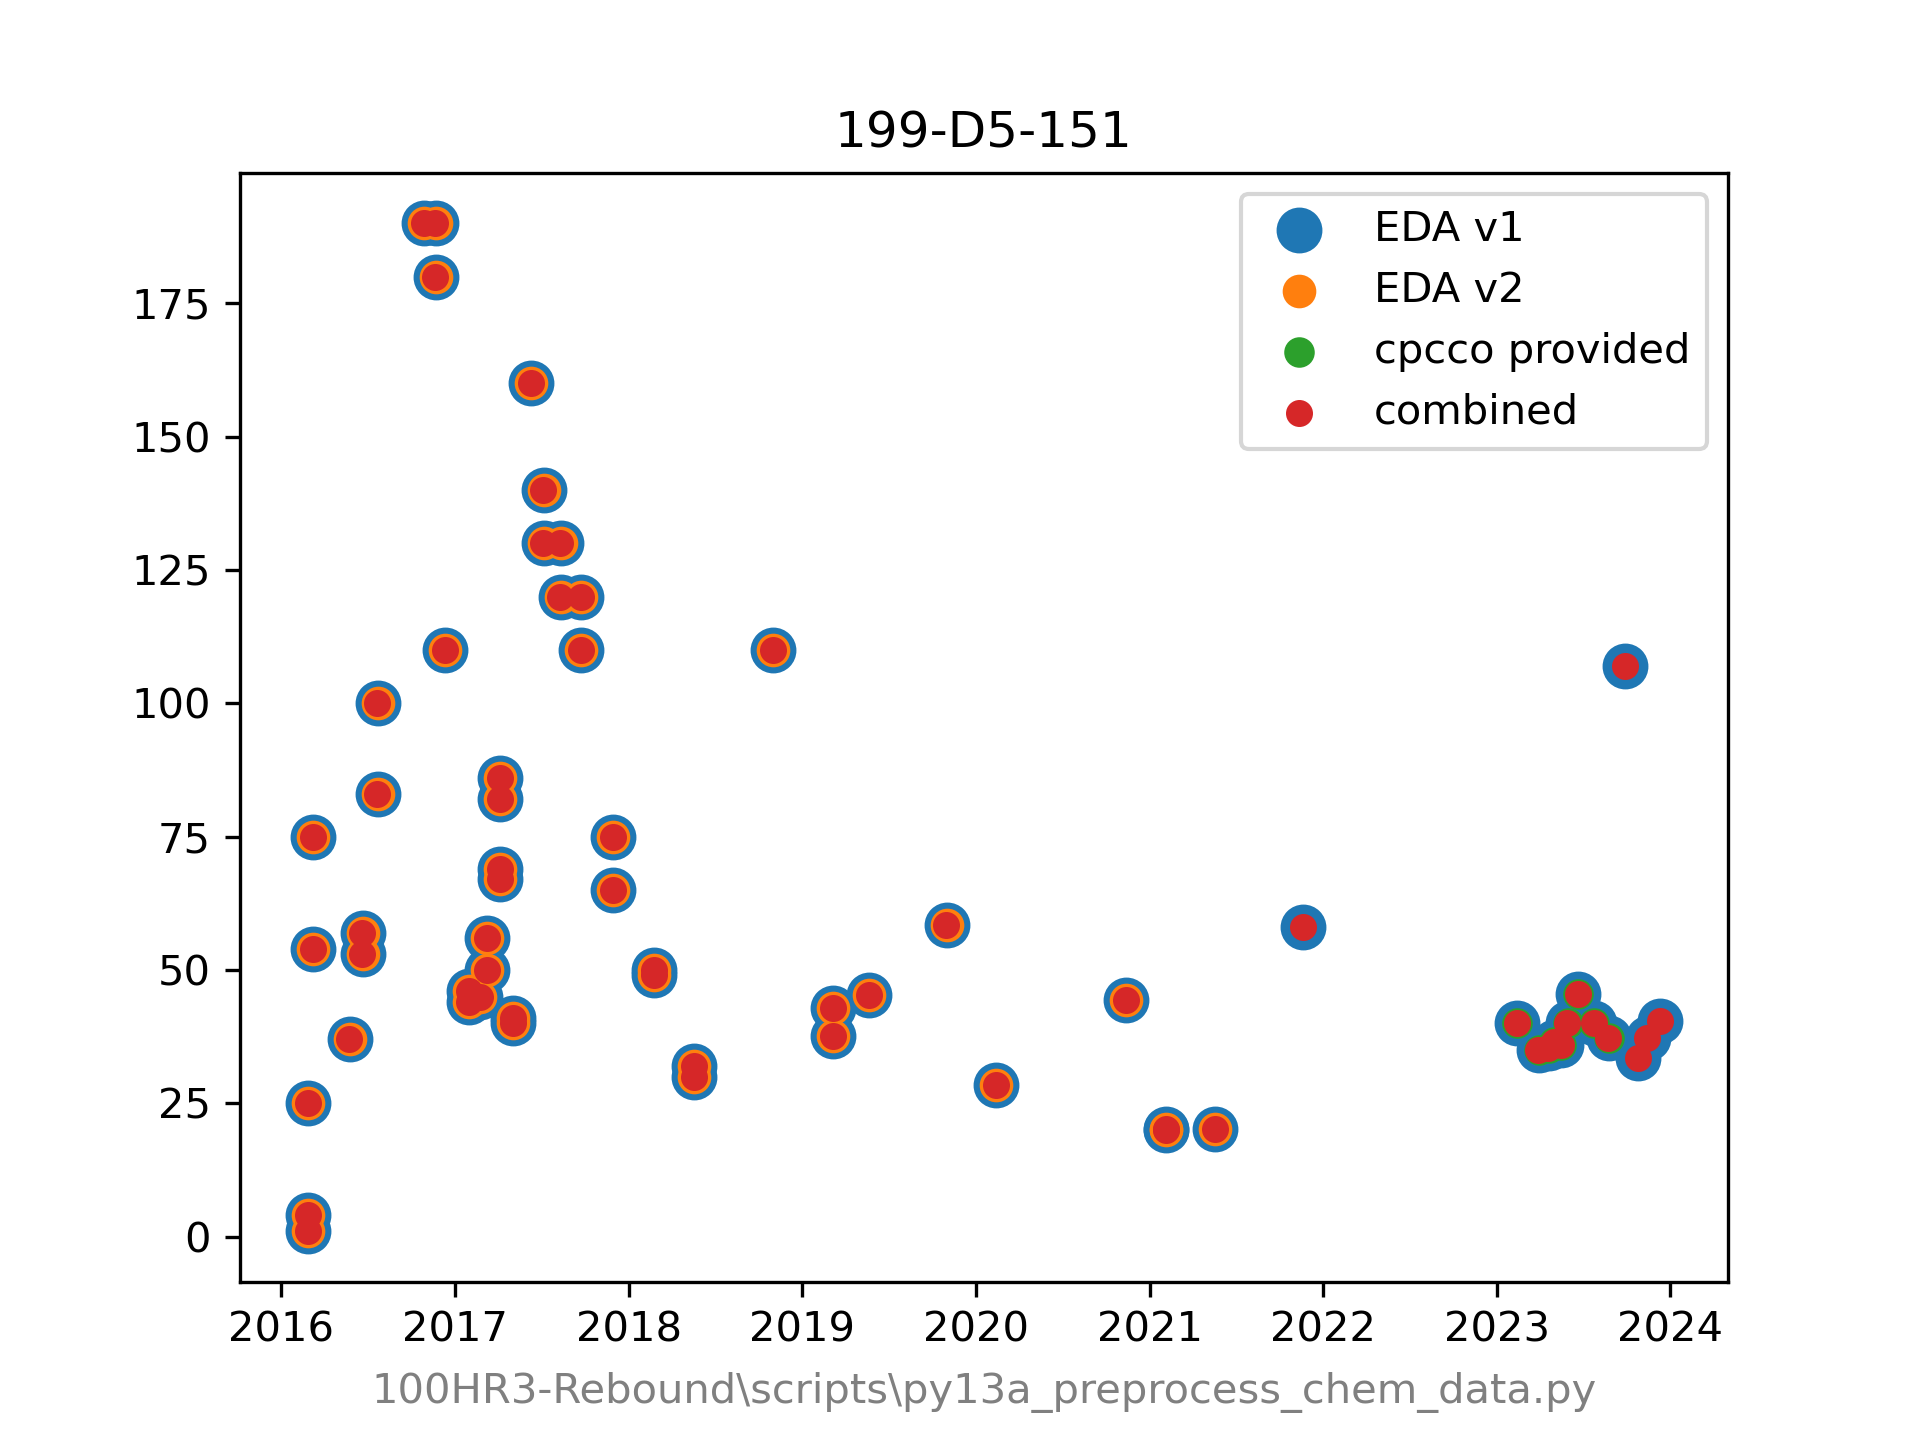 199-D5-151
EDA v1
EDA v2
cpcco provided
combined
175
150
125
100
75
50
25
0
2016 2017 2018 2019 2020 2021 2022 2023 2024
100HR3-Rebound\scripts\py13a_preprocess_chem_data.py